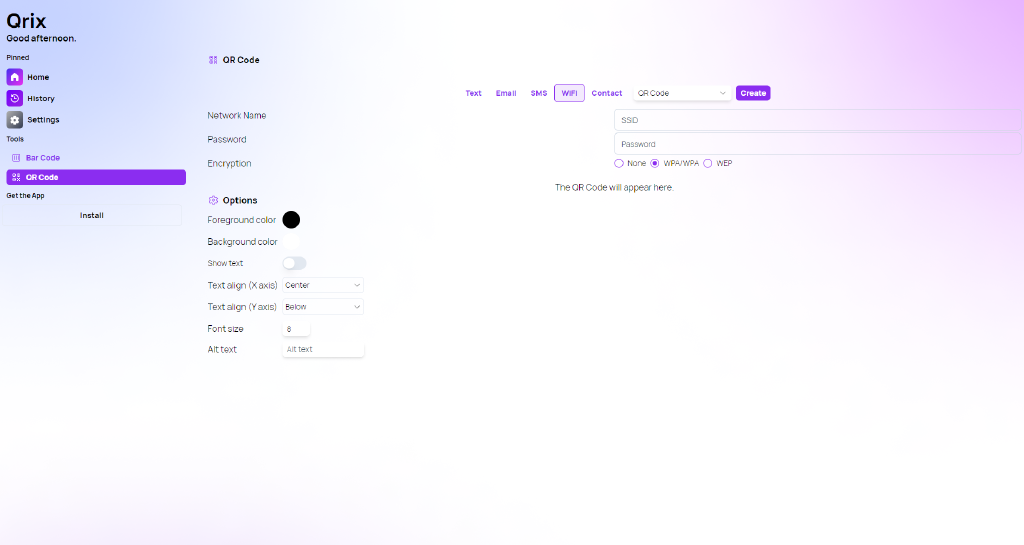 Qrix
Good afternoon.
Pinned
Home
History
Settings
Tools
Bar Code
QR Code
Get the App
Install
QR Code
Text Email SMS WiFi Contact QR Code Create
Network Name SSID
Password Password
Encryption None WPA/WPA WEP
The QR Code will appear here.
Options
Foreground color
Background color
Show text
Text align (X axis) Center
Text align (Y axis) Below
Font size 8
Alt text Alt text